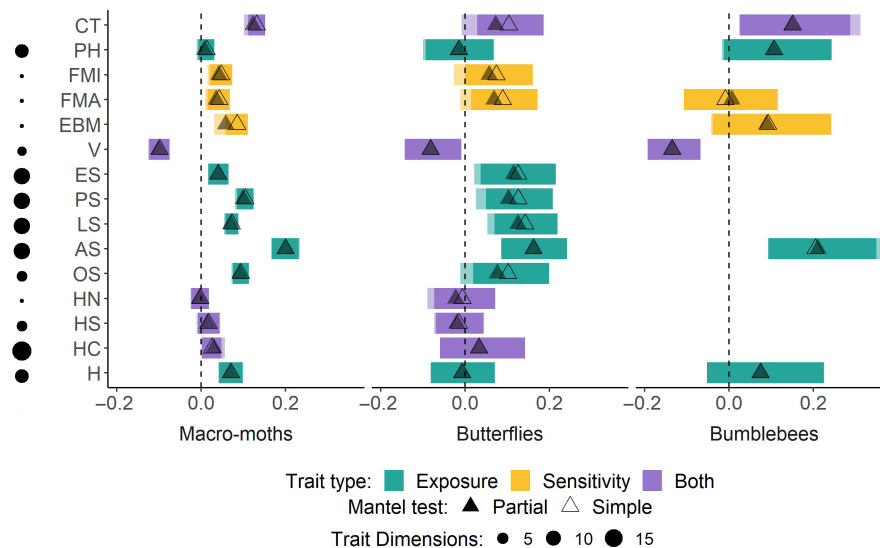 CT
PH
FMI
FMA
EBM
V
ES
PS
LS
AS
OS
HN
HS
HC
H
−0.2 0.0 0.2 −0.2 0.0 0.2 −0.2 0.0 0.2
Macro-moths Butterflies Bumblebees
Trait type: Exposure Sensitivity Both
Mantel test: Partial Simple
Trait Dimensions: 5 10 15